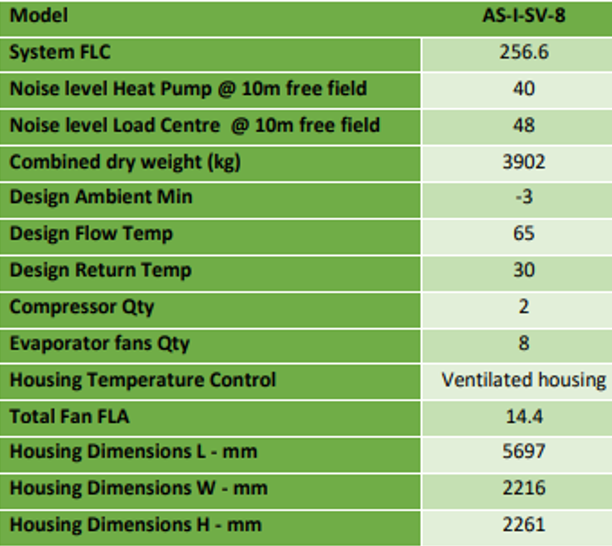 Model AS-I-SV-8
System FLC 256.6
Noise level Heat Pump @ 10m free field 40
Noise level Load Centre @ 10m free field 48
Combined dry weight (kg) 3902
Design Ambient Min -3
Design Flow Temp 65
Design Return Temp 30
Compressor Qty 2
Evaporator fans Qty 8
Housing Temperature Control Ventilated housing
Total Fan FLA 14.4
Housing Dimensions L - mm 5697
Housing Dimensions W - mm 2216
Housing Dimensions H - mm 2261